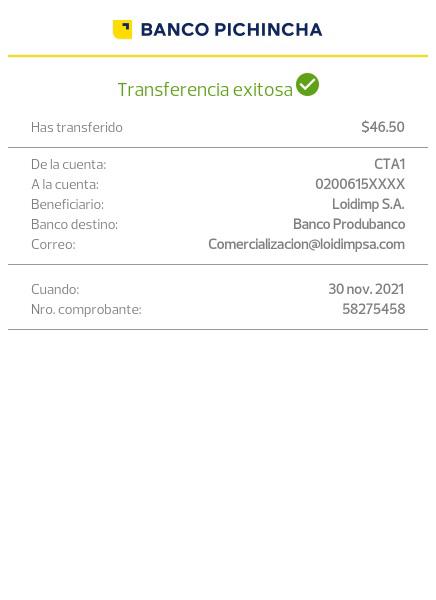 BANCO PICHINCHA
Transferencia exitosa
Has transferido $46.50
De la cuenta: CTA1
A la cuenta: 0200615XXXX
Beneficiario: Loidimp S.A.
Banco destino: Banco Produbanco
Correo: Comercializacion@loidimpsa.com
Cuando: 30 nov. 2021
Nro. comprobante: 58275458